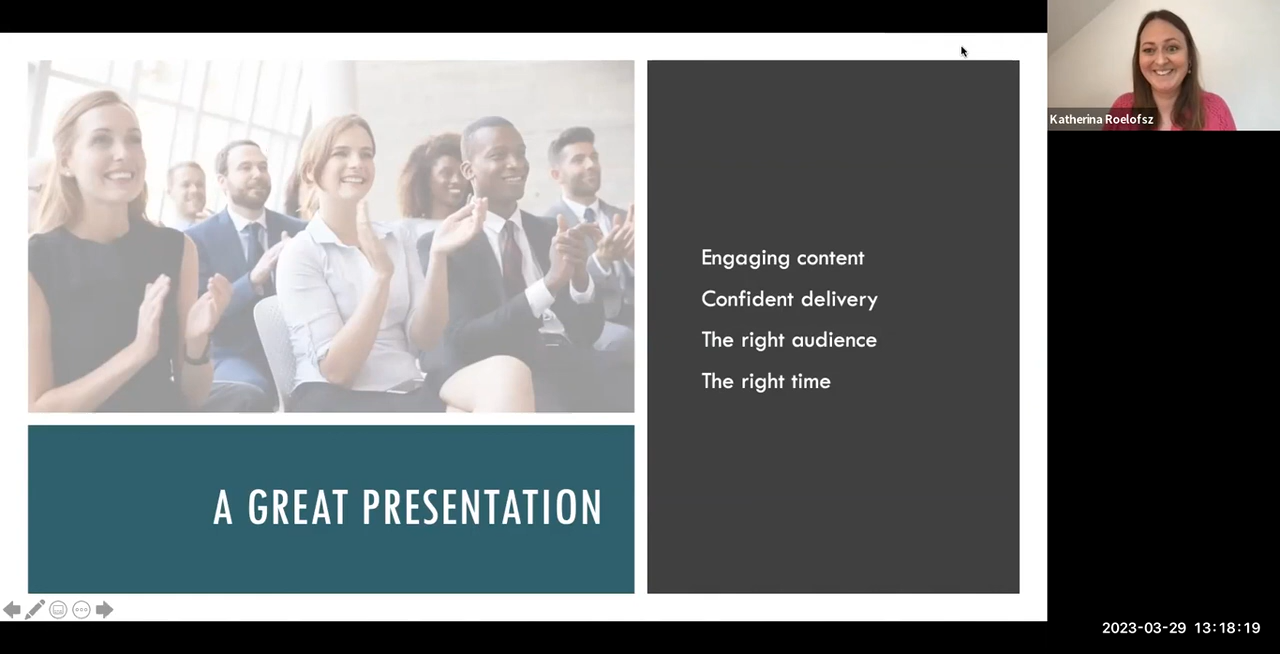 Katherina Roelofsz
Engaging content
Confident delivery
The right audience
The right time
A GREAT PRESENTATION
2023-03-29 13:18:19